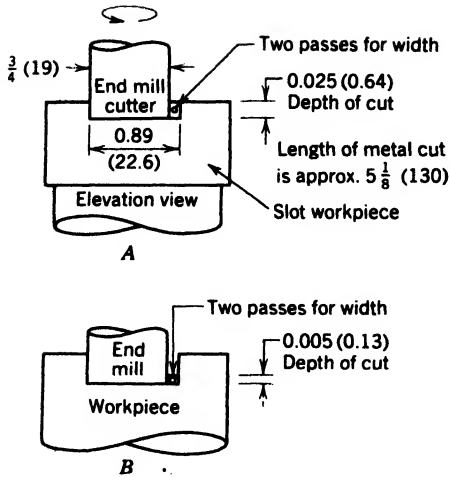 3/4 (19)
Two passes for width
End mill
cutter
0.025 (0.64)
Depth of cut
0.89
(22.6)
Length of metal cut
is approx. 5 1/8 (130)
Elevation view
Slot workpiece
A
Two passes for width
End
mill
0.005 (0.13)
Depth of cut
Workpiece
B